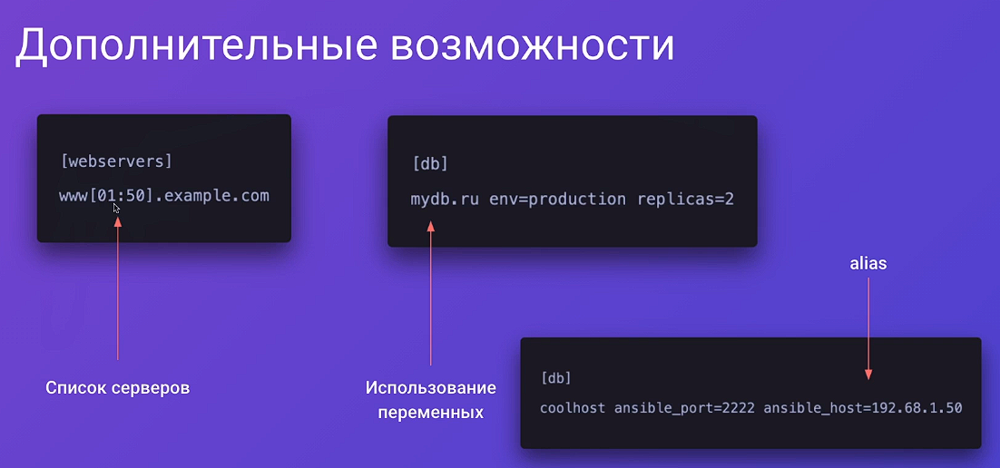 Дополнительные возможности
[webservers]
www[01:50].example.com
Список серверов
[db]
mydb.ru env=production replicas=2
Использование
переменных
alias
[db]
coolhost ansible_port=2222 ansible_host=192.68.1.50